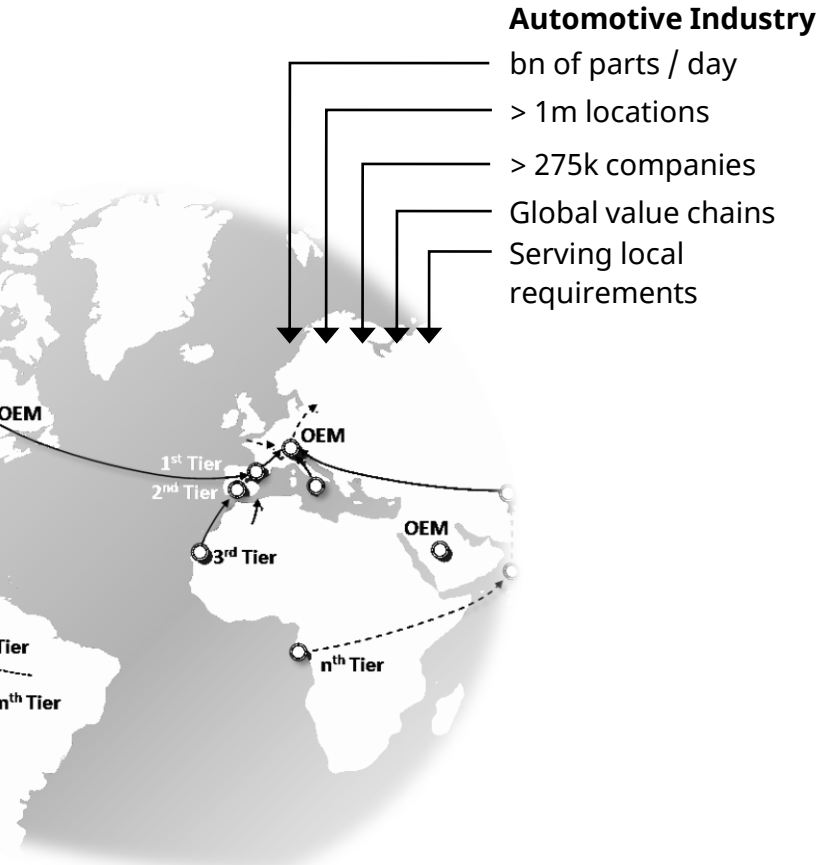 Automotive Industry
bn of parts / day
> 1m locations
> 275k companies
Global value chains
Serving local
requirements
OEM
OEM
1st Tier
2nd Tier
OEM
3rd Tier
Tier
nth Tier
nth Tier